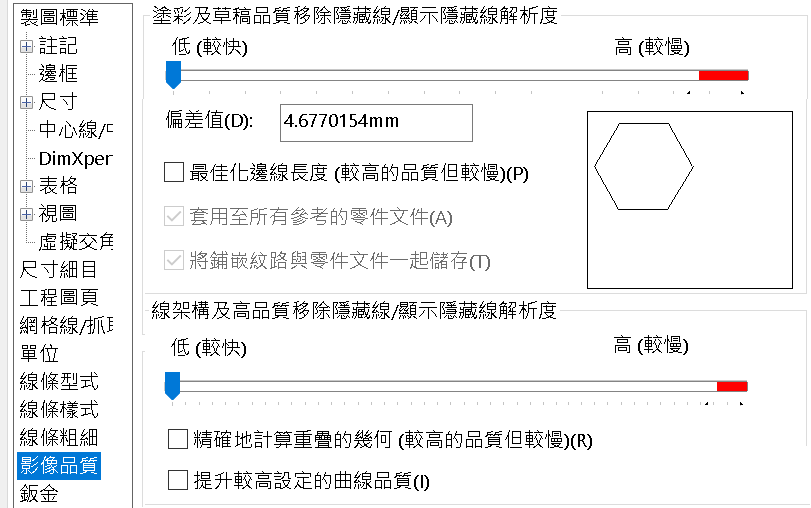 製圖標準
註記
邊框
尺寸
中心線/中
DimXper
表格
視圖
虛擬交角
尺寸細目
工程圖頁
網格線/抓取
單位
線條型式
線條樣式
線條粗細
影像品質
鈑金
塗彩及草稿品質移除隱藏線/顯示隱藏線解析度
低 (較快)
高 (較慢)
偏差值(D):
4.6770154mm
最佳化邊線長度 (較高的品質但較慢)(P)
套用至所有參考的零件文件(A)
將鋪嵌紋路與零件文件一起儲存(T)
線架構及高品質移除隱藏線/顯示隱藏線解析度
低 (較快)
高 (較慢)
精確地計算重疊的幾何 (較高的品質但較慢)(R)
提升較高設定的曲線品質(I)